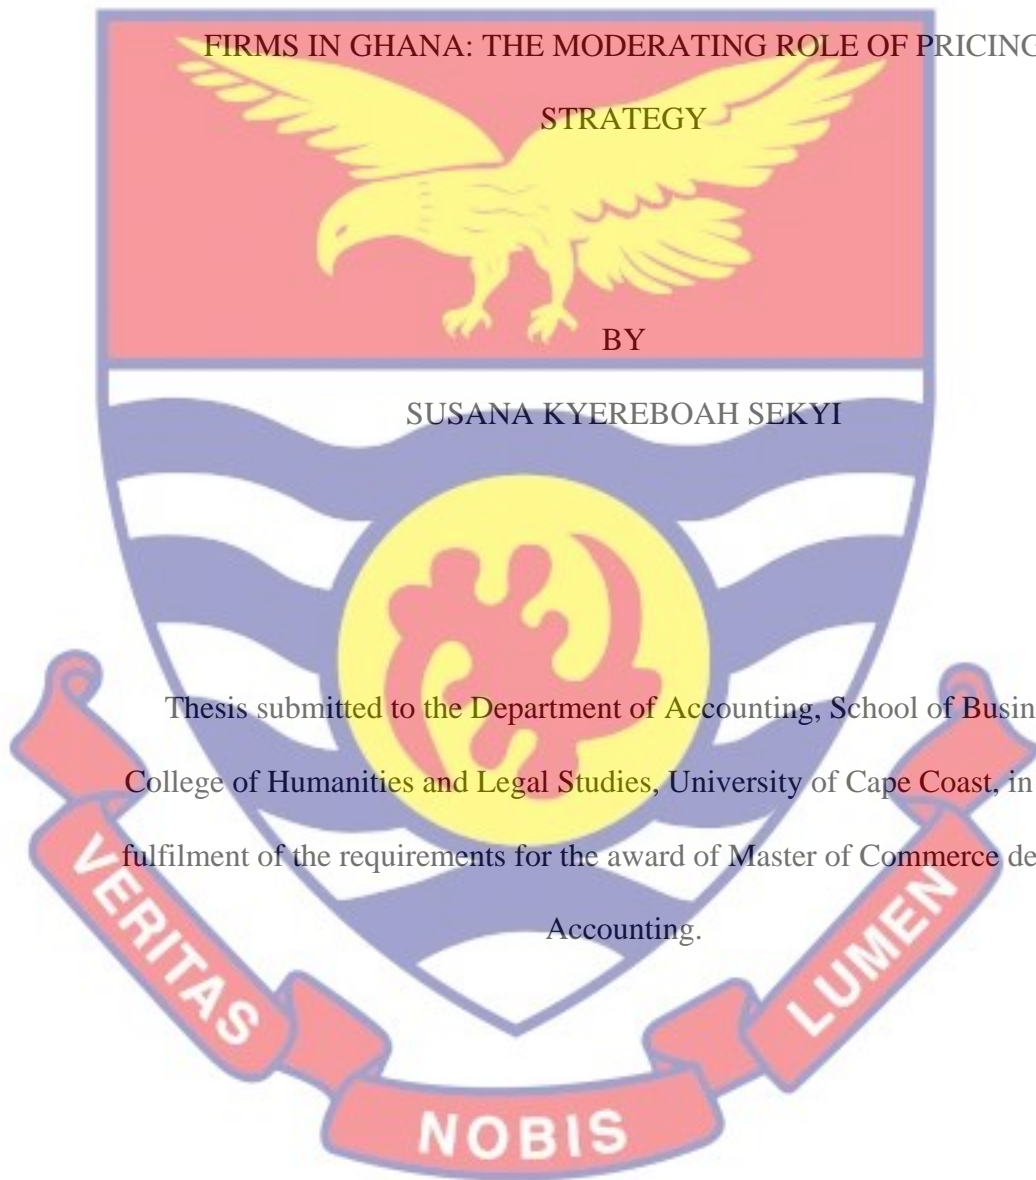 FIRMS IN GHANA: THE MODERATING ROLE OF PRICING
STRATEGY
BY
SUSANA KYEREBOAH SEKYI
Thesis submitted to the Department of Accounting, School of Busin
College of Humanities and Legal Studies, University of Cape Coast, in
fulfilment of the requirements for the award of Master of Commerce de
Accounting.
VERITAS
NOBIS
LUMEN